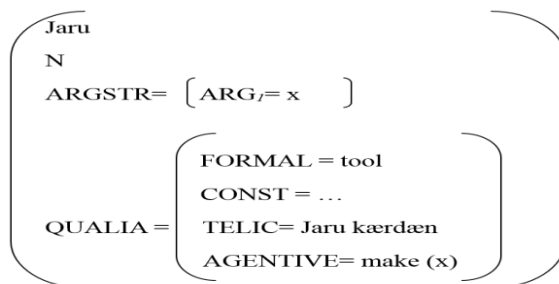 Jaru
N
ARGSTR= [ARG₁= x ]
FORMAL = tool
CONST = …
QUALIA = TELIC= Jaru kærdæn
AGENTIVE= make (x)